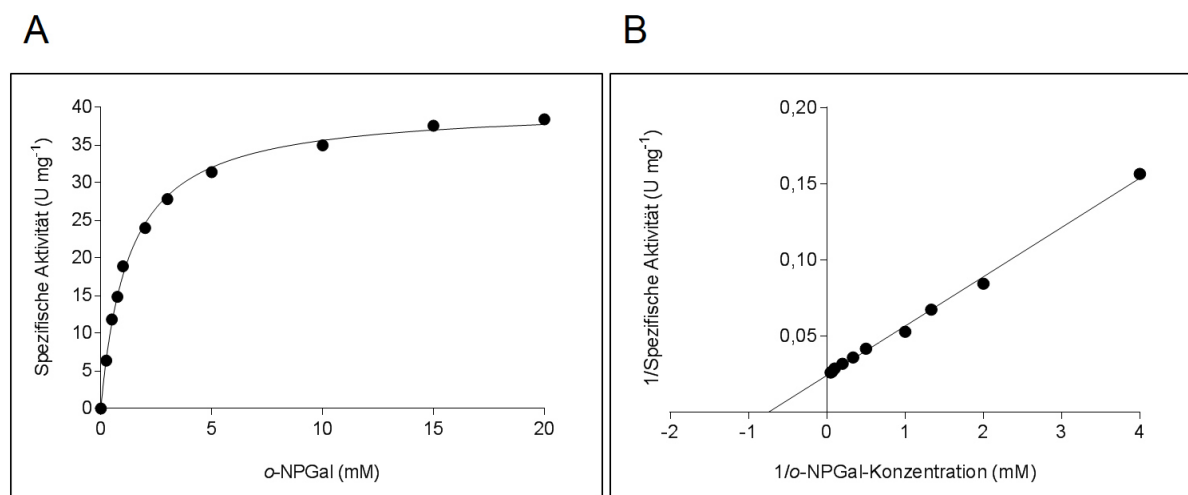 A
B
Spezifische Aktivität (U mg⁻¹)
40
35
30
25
20
15
10
5
0
0 5 10 15 20
o-NPGal (mM)
1/Spezifische Aktivität (U mg⁻¹)
0,20
0,15
0,10
0,05
-2 -1 0 1 2 3 4
1/o-NPGal-Konzentration (mM)